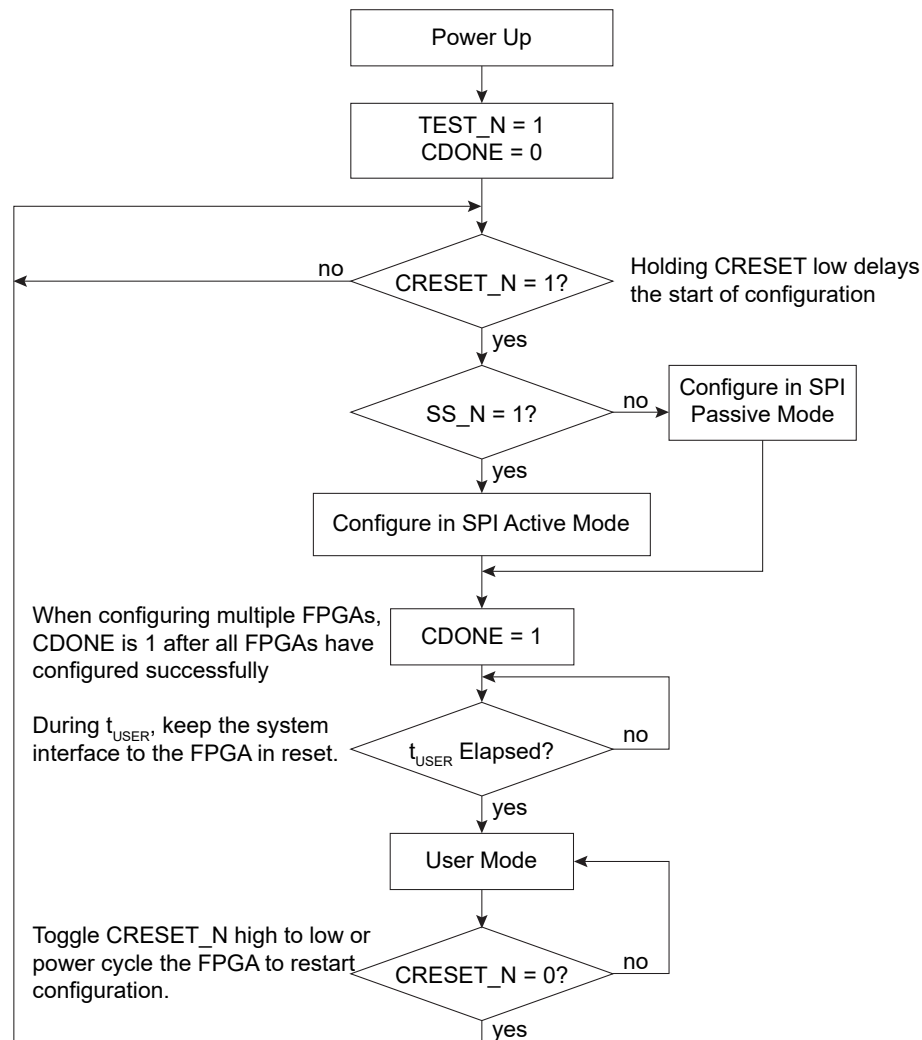 Power Up
TEST_N = 1
CDONE = 0
no
CRESET_N = 1?
Holding CRESET low delays
the start of configuration
yes
SS_N = 1?
no
Configure in SPI
Passive Mode
yes
Configure in SPI Active Mode
When configuring multiple FPGAs,
CDONE is 1 after all FPGAs have
configured successfully
CDONE = 1
During tUSER, keep the system
interface to the FPGA in reset.
tUSER Elapsed?
no
yes
User Mode
Toggle CRESET_N high to low or
power cycle the FPGA to restart
configuration.
CRESET_N = 0?
no
yes